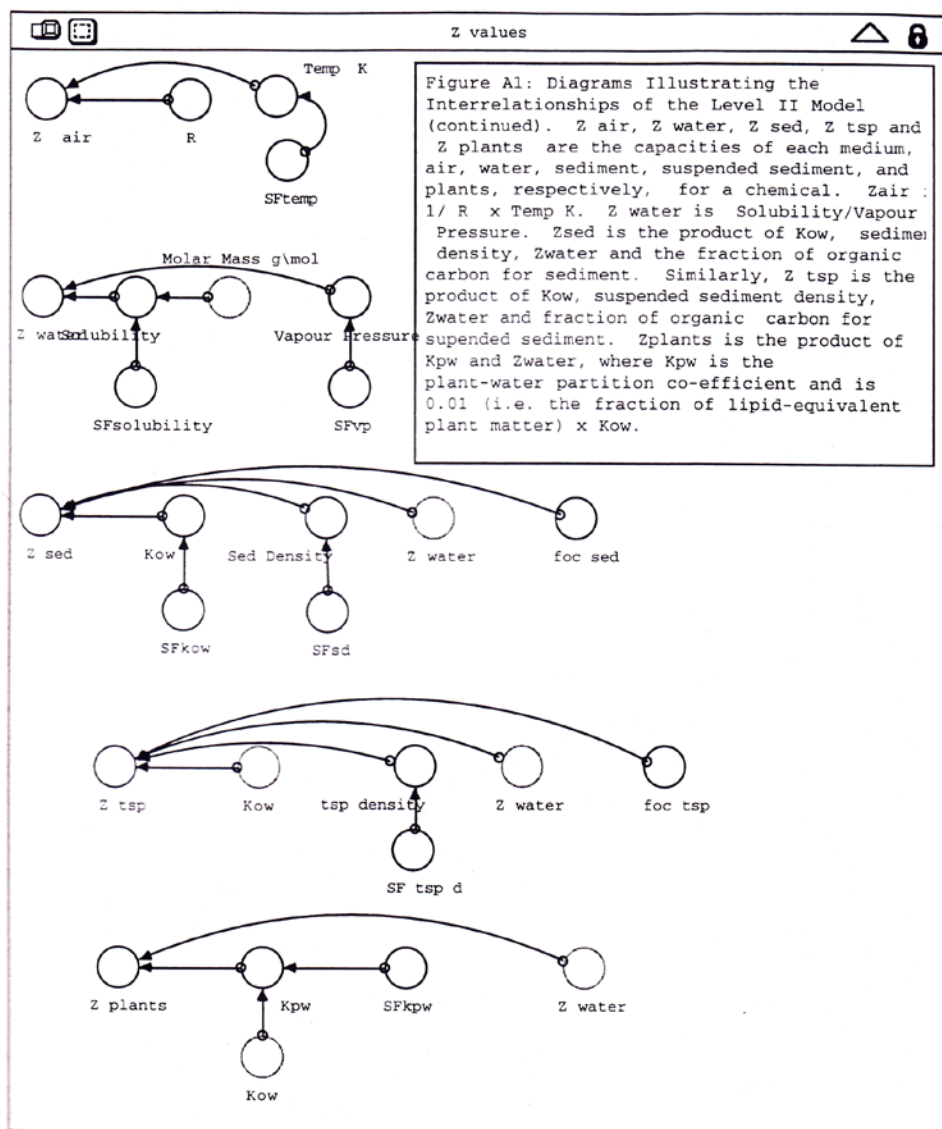 Z values
Temp K
Z air
R
SFtemp
Figure A1: Diagrams Illustrating the
Interrelationships of the Level II Model
(continued). Z air, Z water, Z sed, Z tsp and
Z plants are the capacities of each medium,
air, water, sediment, suspended sediment, and
plants, respectively, for a chemical. Zair :
1/ R x Temp K. Z water is Solubility/Vapour
Pressure. Zsed is the product of Kow, sedime
density, Zwater and the fraction of organic
carbon for sediment. Similarly, Z tsp is the
product of Kow, suspended sediment density,
Zwater and fraction of organic carbon for
supended sediment. Zplants is the product of
Kpw and Zwater, where Kpw is the
plant-water partition co-efficient and is
0.01 (i.e. the fraction of lipid-equivalent
plant matter) x Kow.
Molar Mass g\mol
Z water
Solubility
Vapour Pressure
SFsolubility
SFvp
Z sed
Kow
Sed Density
Z water
foc sed
SFkow
SFsd
Z tsp
Kow
tsp density
Z water
foc tsp
SF tsp d
Z plants
Kpw
SFkpw
Z water
Kow